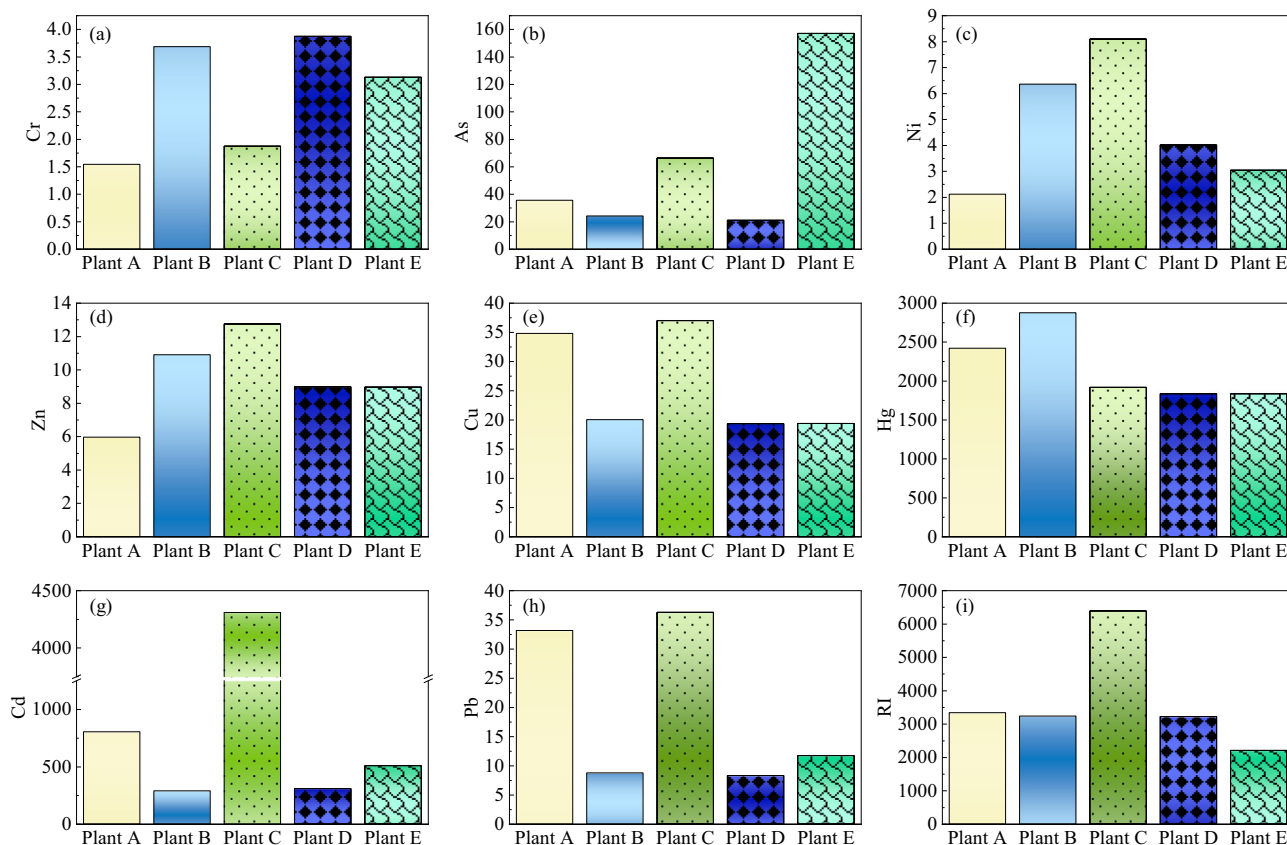 (a)
Cr
4.0
3.5
3.0
2.5
2.0
1.5
1.0
0.5
0.0
Plant A Plant B Plant C Plant D Plant E
(b)
As
160
140
120
100
80
60
40
20
0
Plant A Plant B Plant C Plant D Plant E
(c)
Ni
9
8
7
6
5
4
3
2
1
0
Plant A Plant B Plant C Plant D Plant E
(d)
Zn
14
12
10
8
6
4
2
0
Plant A Plant B Plant C Plant D Plant E
(e)
Cu
40
35
30
25
20
15
10
5
0
Plant A Plant B Plant C Plant D Plant E
(f)
Hg
3000
2500
2000
1500
1000
500
0
Plant A Plant B Plant C Plant D Plant E
(g)
Cd
4500
4000
1000
500
0
Plant A Plant B Plant C Plant D Plant E
(h)
Pb
40
35
30
25
20
15
10
5
0
Plant A Plant B Plant C Plant D Plant E
(i)
RI
7000
6000
5000
4000
3000
2000
1000
0
Plant A Plant B Plant C Plant D Plant E